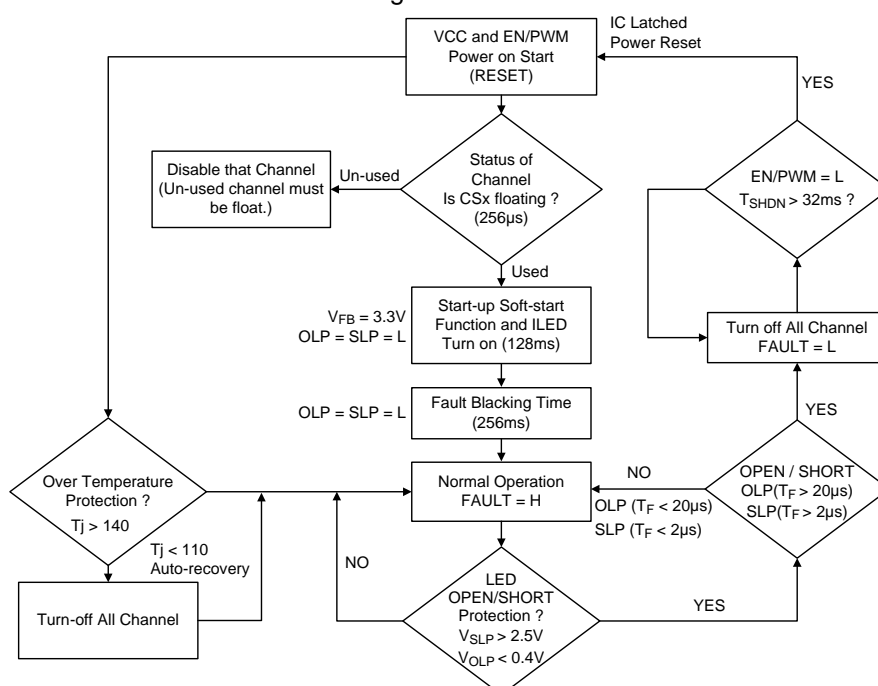 VCC and EN/PWM
Power on Start
(RESET)
IC Latched
Power Reset
YES
Status of
Channel
Is CSx floating ?
(256µs)
Un-used
Disable that Channel
(Un-used channel must
be float.)
EN/PWM = L
TSHDN > 32ms ?
Used
VFB = 3.3V
OLP = SLP = L
Start-up Soft-start
Function and ILED
Turn on (128ms)
Turn off All Channel
FAULT = L
OLP = SLP = L
Fault Blacking Time
(256ms)
YES
Over Temperature
Protection ?
Tj > 140
Normal Operation
FAULT = H
NO
OLP (TF < 20µs)
SLP (TF < 2µs)
OPEN / SHORT
OLP(TF > 20µs)
SLP(TF > 2µs)
Tj < 110
Auto-recovery
NO
Turn-off All Channel
LED
OPEN/SHORT
Protection ?
VSLP > 2.5V
VOLP < 0.4V
YES